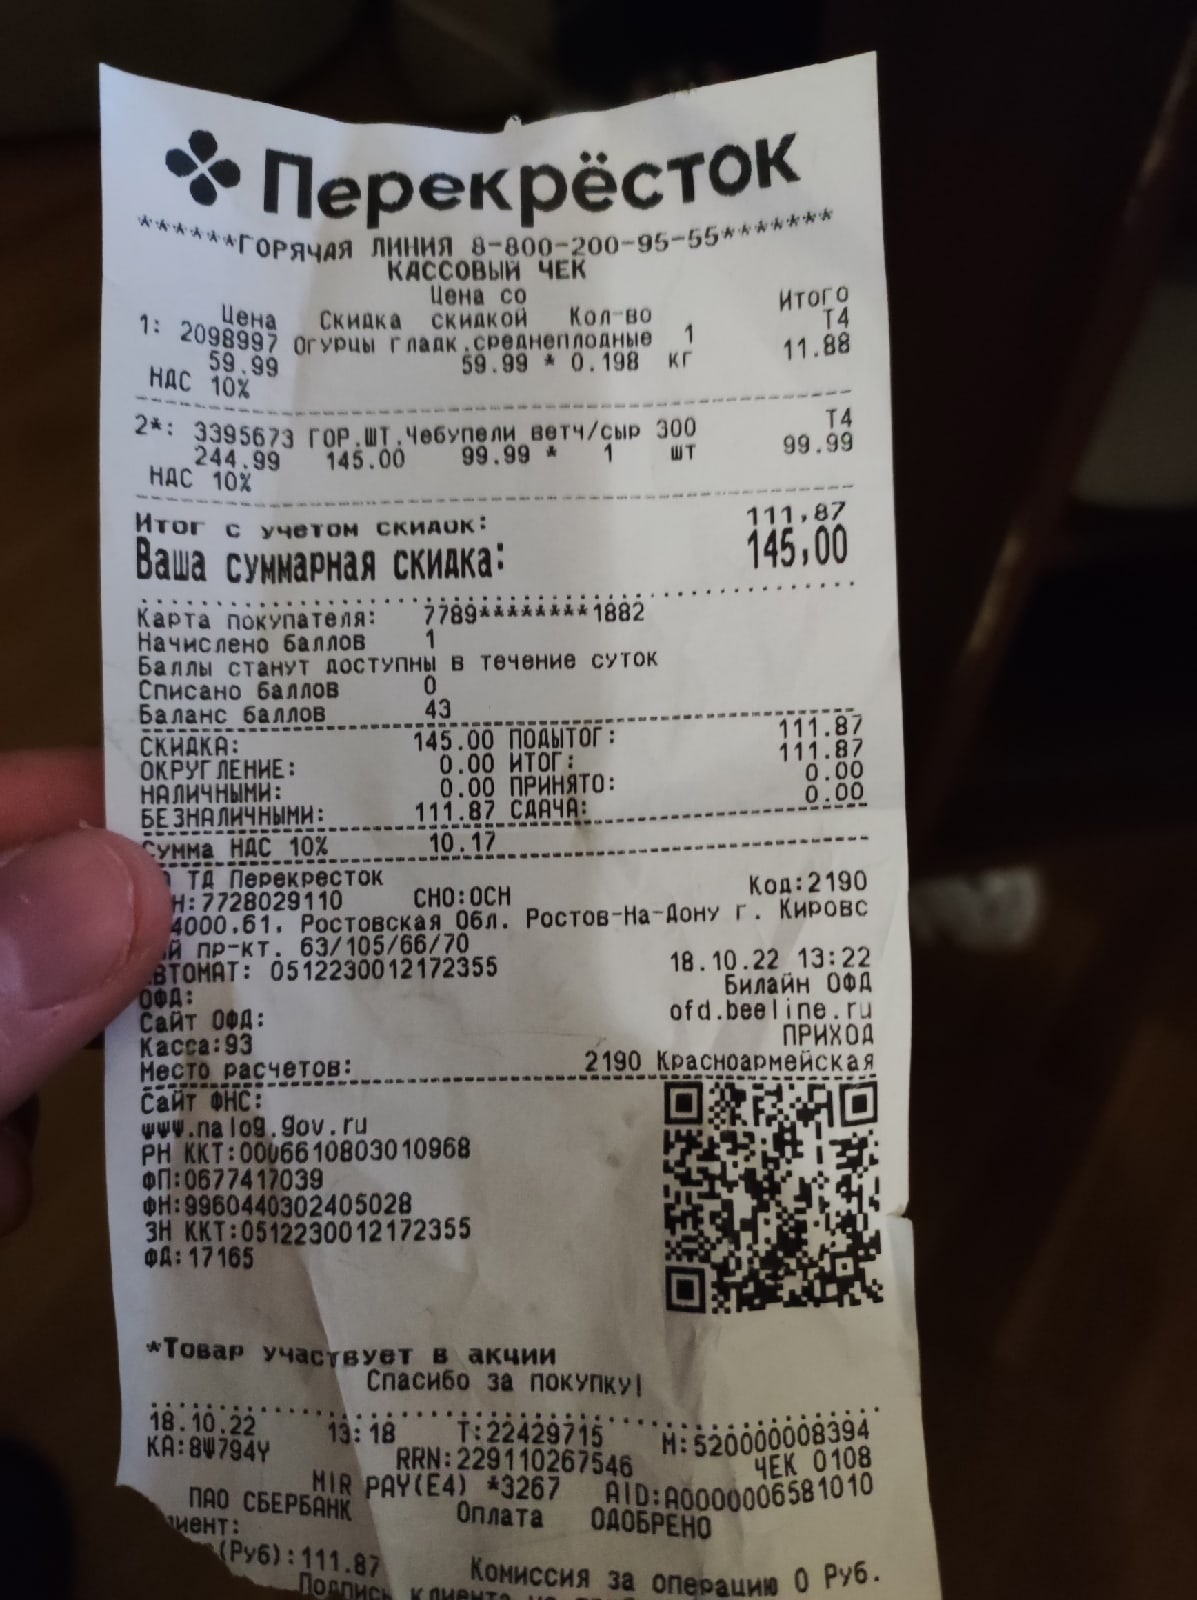 Перекрёсток
******ГОРЯЧАЯ ЛИНИЯ 8-800-200-95-55*******
КАССОВЫЙ ЧЕК
Цена со
Цена Скидка скидкой Кол-во Итого
1: 2098997 Огурцы гладк.среднеплодные 1 Т4
59.99 59.99 * 0.198 кг 11.88
НДС 10%
2*: 3395673 ГОР.ШТ.Чебупели ветч/сыр 300 Т4
244.99 145.00 99.99 * 1 шт 99.99
НДС 10%
Итог с учетом скидок: 111,87
Ваша суммарная скидка: 145,00
Карта покупателя: 7789********1882
Начислено баллов 1
Баллы станут доступны в течение суток
Списано баллов 0
Баланс баллов 43
СКИДКА: 145.00 ПОДЫТОГ: 111.87
ОКРУГЛЕНИЕ: 0.00 ИТОГ: 111.87
НАЛИЧНЫМИ: 0.00 ПРИНЯТО: 0.00
БЕЗНАЛИЧНЫМИ: 111.87 СДАЧА: 0.00
Сумма НДС 10% 10.17
ТД Перекресток
Н:7728029110 СНО:ОСН Код:2190
4000.61. Ростовская Обл. Ростов-На-Дону г. Кировс
й пр-кт. 63/105/66/70
АВТОМАТ: 0512230012172355 18.10.22 13:22
ОФД: Билайн ОФД
Сайт ОФД: ofd.beeline.ru
Касса:93 ПРИХОД
Место расчетов: 2190 Красноармейская
Сайт ФНС:
www.nalog.gov.ru
РН ККТ:0006610803010968
ФП:0677417039
ФН:9960440302405028
ЗН ККТ:0512230012172355
ФД:17165
*Товар участвует в акции
Спасибо за покупку!
18.10.22 13:18 Т:22429715 М:520000008394
КА:8W794Y RRN:229110267546 ЧЕК 0108
MIR PAY(E4) *3267 AID:A0000006581010
ПАО СБЕРБАНК Оплата ОДОБРЕНО
лиент:
(Руб):111.87 Комиссия за операцию 0 Руб.
Подпись клиента не